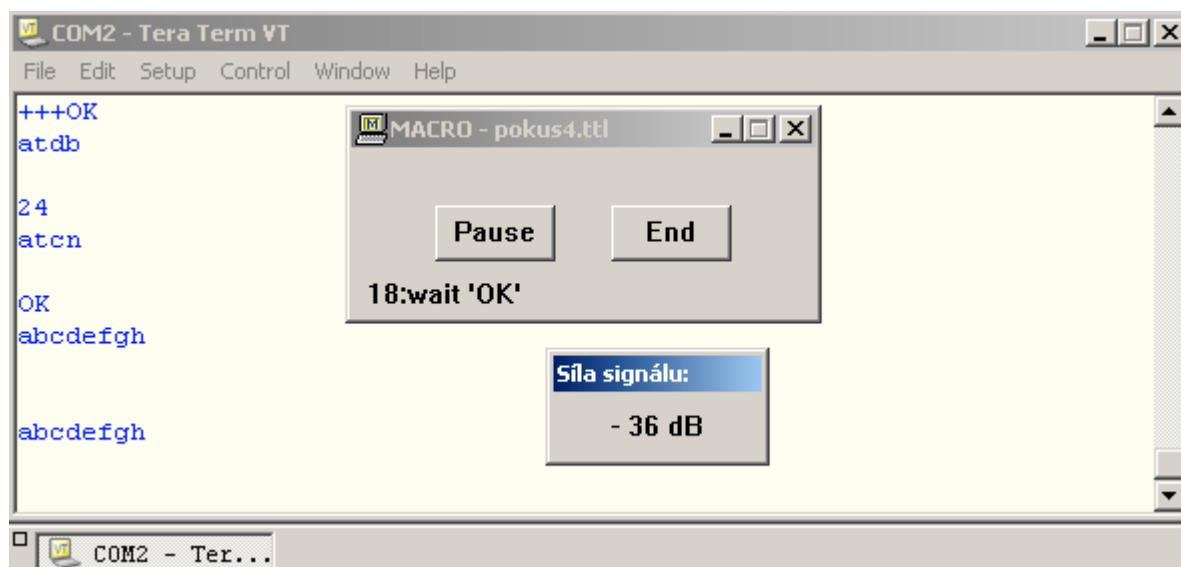 COM2 - Tera Term VT
File Edit Setup Control Window Help
+++OK
atdb
24
atcn
OK
abcdefgh
abcdefgh
MACRO - pokus4.ttl
Pause End
18:wait 'OK'
Síla signálu:
- 36 dB
COM2 - Ter...